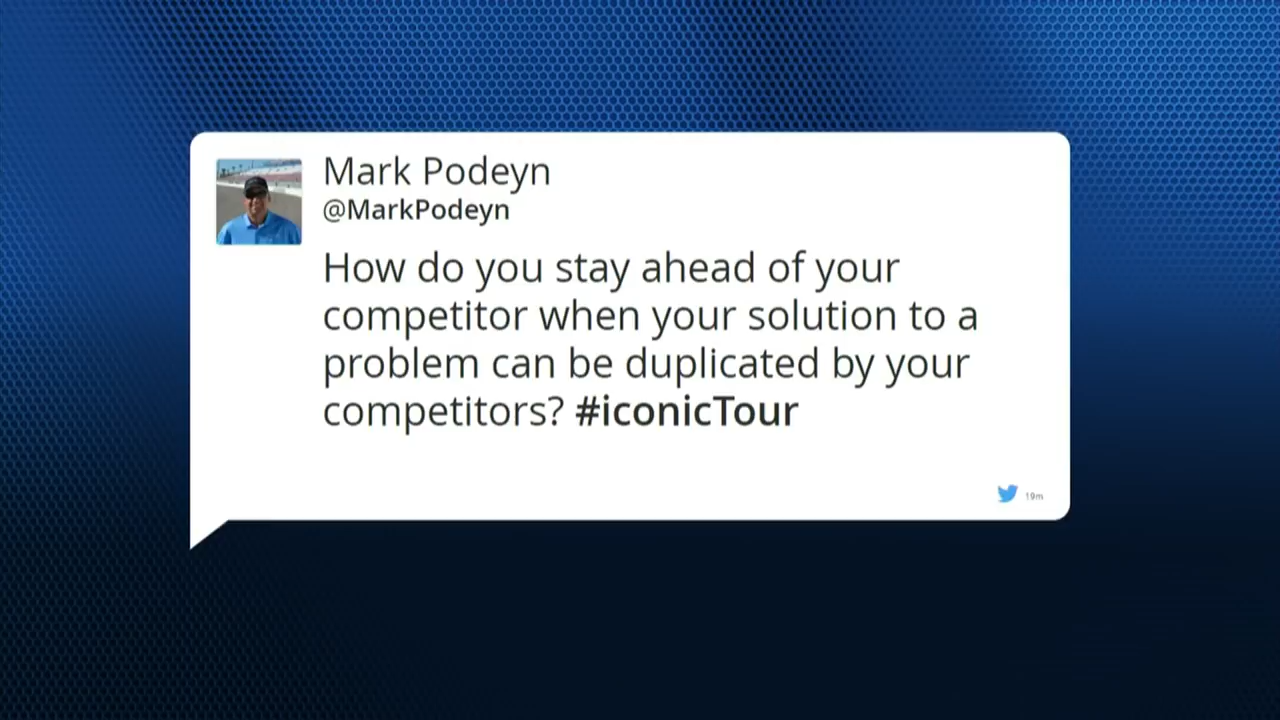 Mark Podeyn
@MarkPodeyn
How do you stay ahead of your
competitor when your solution to a
problem can be duplicated by your
competitors? #iconicTour
19m